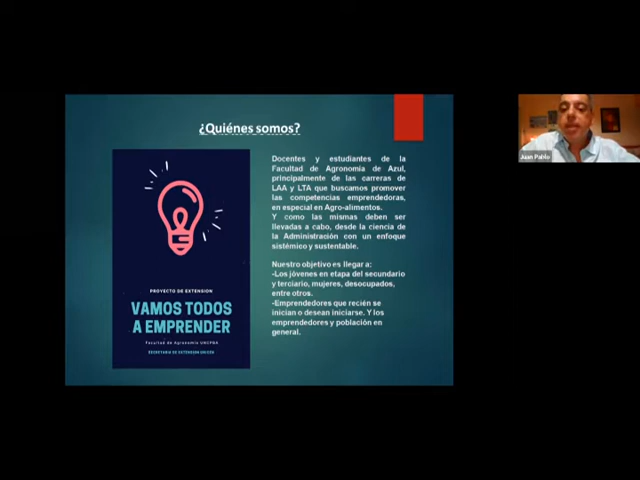 ¿Quiénes somos?
Docentes y estudiantes de la
Facultad de Agronomía de Azul,
principalmente de las carreras de
LAA y LTA que buscamos promover
las competencias emprendedoras,
en especial en Agro-alimentos.
Y como las mismas deben ser
llevadas a cabo, desde la ciencia de
la Administración con un enfoque
sistémico y sustentable.
Nuestro objetivo es llegar a:
-Los jóvenes en etapa del secundario
y terciario, mujeres, desocupados,
entre otros.
-Emprendedores que recién se
inician o desean iniciarse. Y los
emprendedores y población en
general.
PROYECTO DE EXTENSION
VAMOS TODOS
A EMPRENDER
Facultad de Agronomía UNCPBA
SECRETARIA DE EXTENSION UNICEN
Juan Pablo